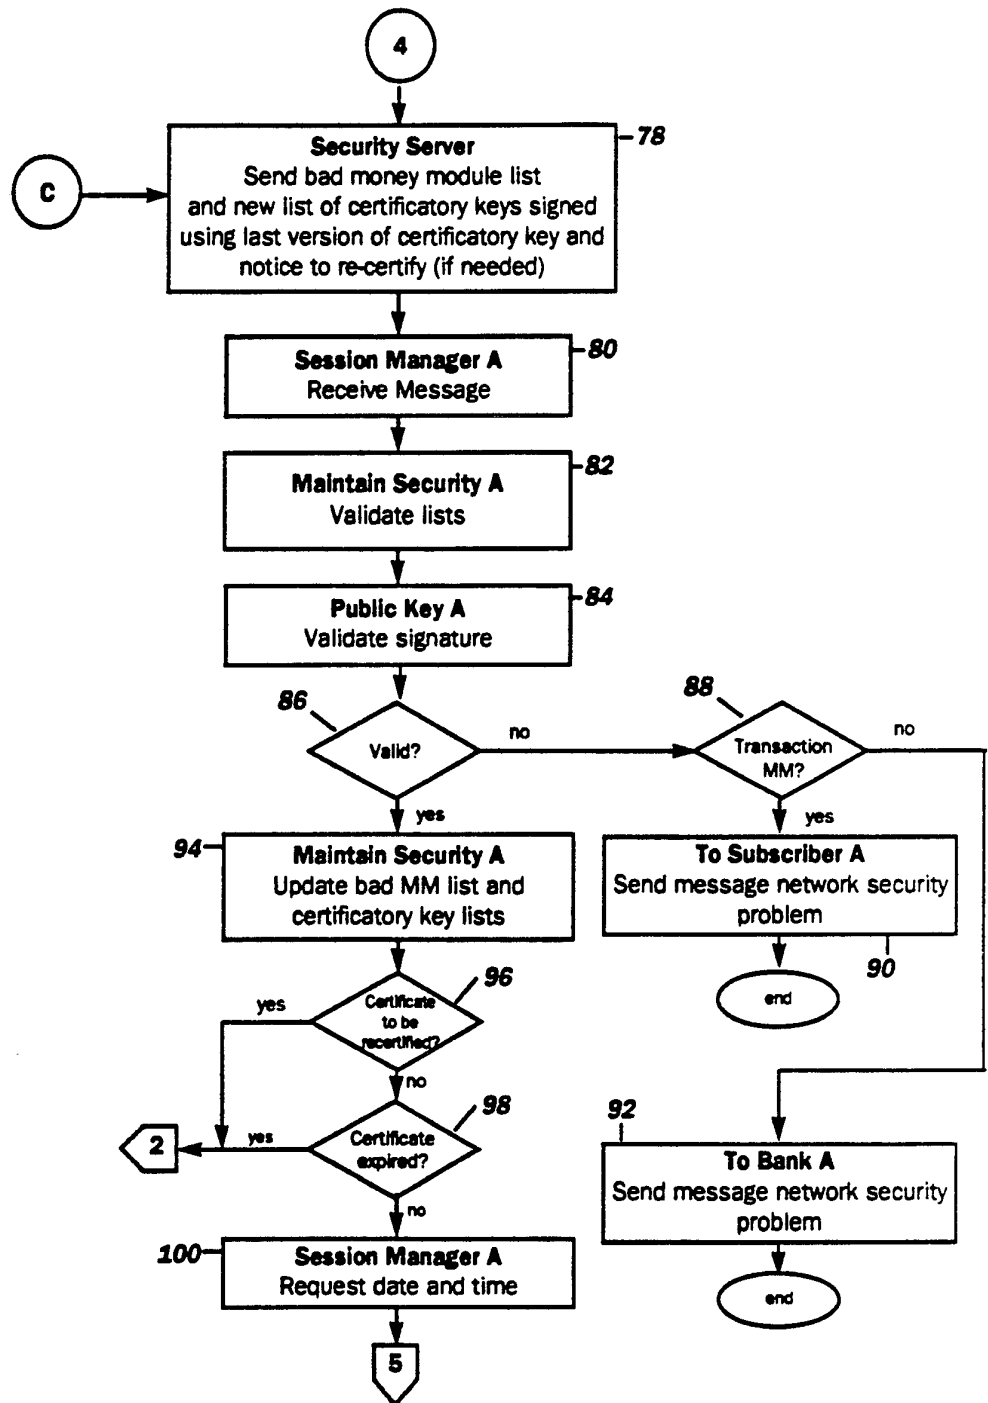 4
C
78
Security Server
Send bad money module list
and new list of certificatory keys signed
using last version of certificatory key and
notice to re-certify (if needed)
80
Session Manager A
Receive Message
82
Maintain Security A
Validate lists
84
Public Key A
Validate signature
86
Valid?
no
88
Transaction
MM?
no
yes
yes
94
Maintain Security A
Update bad MM list and
certificatory key lists
To Subscriber A
Send message network security
problem
90
end
96
Certificate
to be
recertified?
yes
no
98
Certificate
expired?
yes
2
no
92
To Bank A
Send message network security
problem
end
100
Session Manager A
Request date and time
5